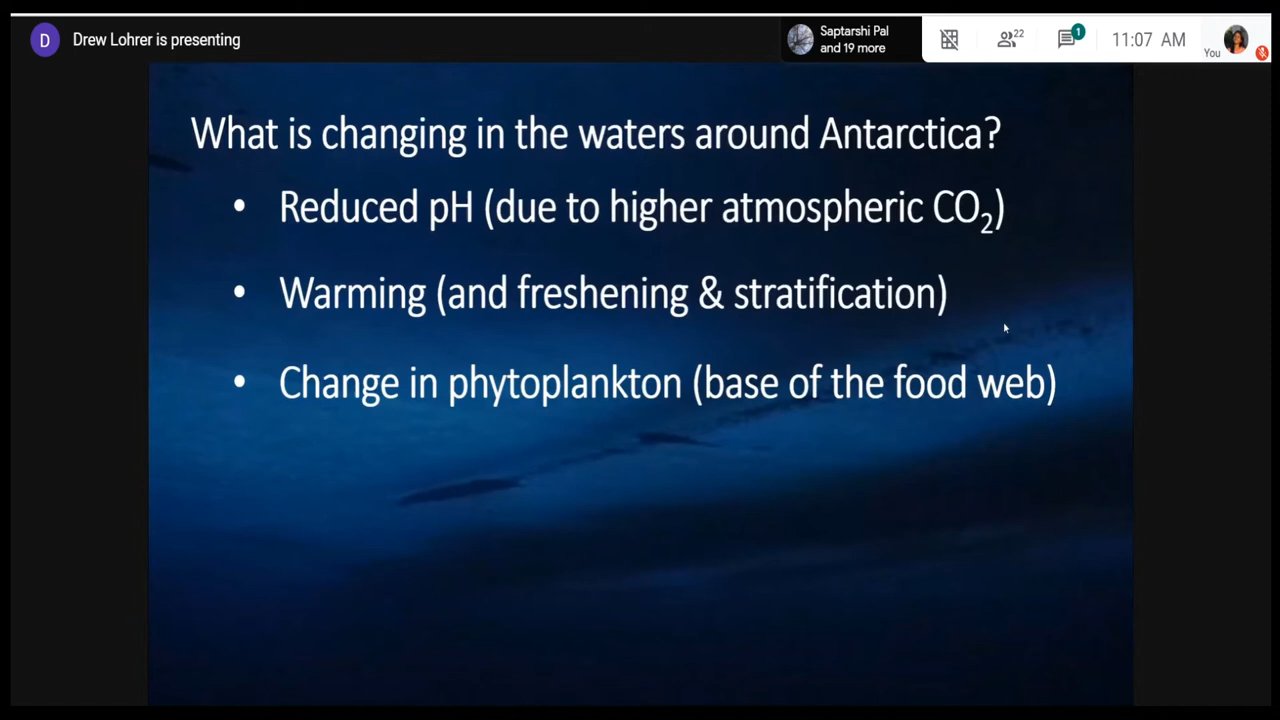 D
Drew Lohrer is presenting
Saptarshi Pal
and 19 more
22
1
11:07 AM
You
What is changing in the waters around Antarctica?
• Reduced pH (due to higher atmospheric CO₂)
• Warming (and freshening & stratification)
• Change in phytoplankton (base of the food web)